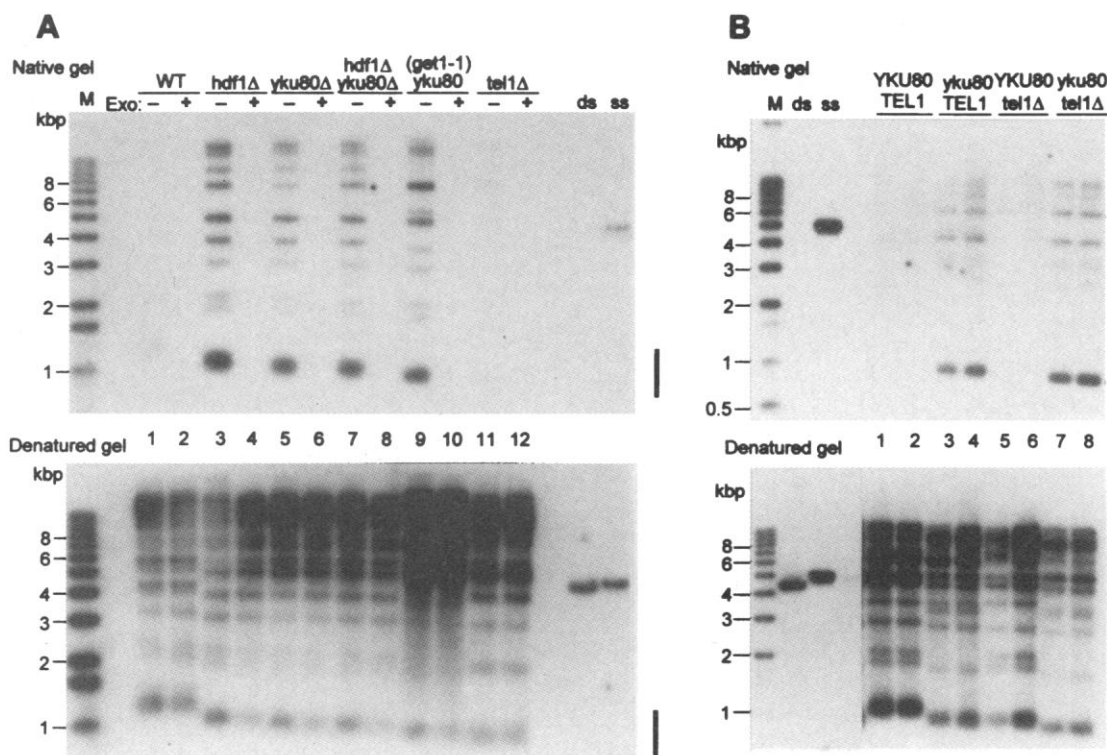 A
Native gel
WT
hdf1Δ
yku80Δ
hdf1Δ
yku80Δ
(get1-1)
yku80
tel1Δ
M
Exo: – + – + – + – + – + – +
ds ss
kbp
8
6
4
3
2
1
Denatured gel
1 2 3 4 5 6 7 8 9 10 11 12
kbp
8
6
4
3
2
1
B
Native gel
YKU80
TEL1
yku80
TEL1
YKU80
tel1Δ
yku80
tel1Δ
M ds ss
kbp
8
6
4
3
2
1
0.5
Denatured gel
1 2 3 4 5 6 7 8
kbp
8
6
4
3
2
1